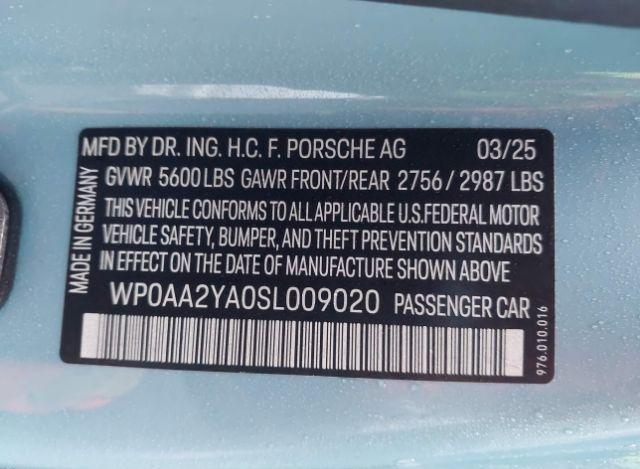 MFD BY DR. ING. H.C. F. PORSCHE AG 03/25
GVWR 5600 LBS GAWR FRONT/REAR 2756 / 2987 LBS
THIS VEHICLE CONFORMS TO ALL APPLICABLE U.S.FEDERAL MOTOR
VEHICLE SAFETY, BUMPER, AND THEFT PREVENTION STANDARDS
IN EFFECT ON THE DATE OF MANUFACTURE SHOWN ABOVE
WP0AA2YA0SL009020 PASSENGER CAR
MADE IN GERMANY
976.010.016